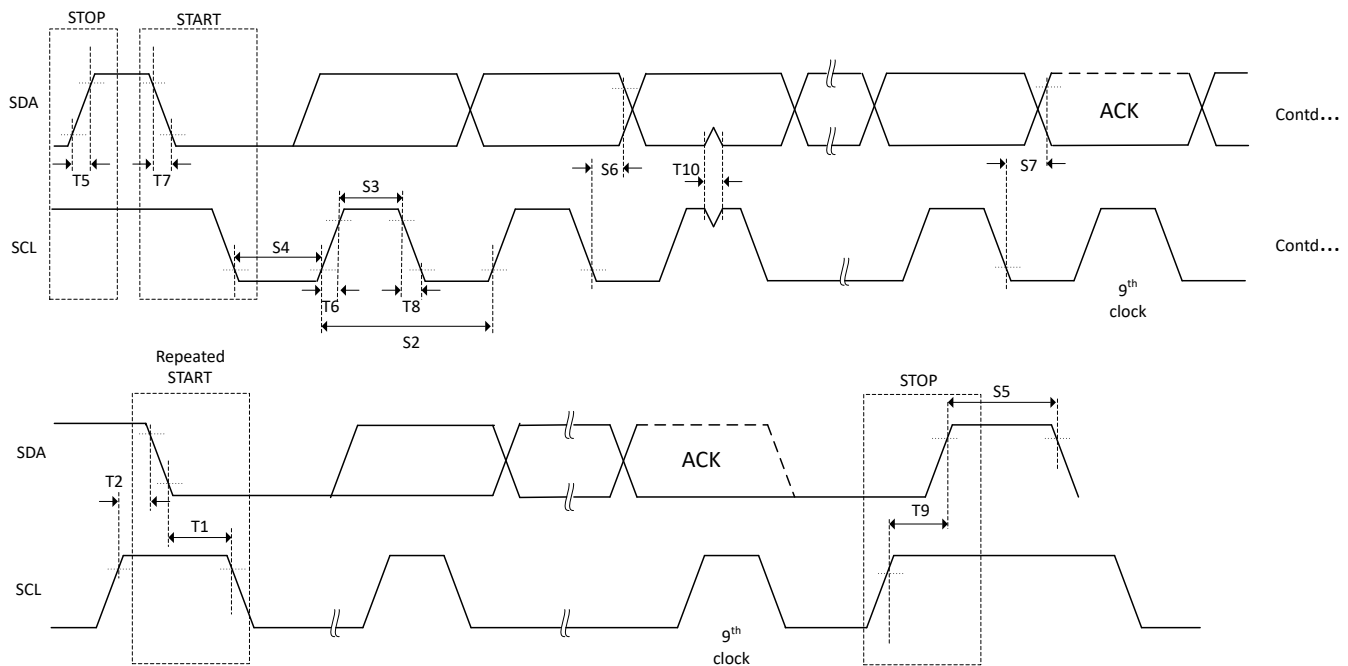 STOP
START
SDA
ACK
Contd...
T5
T7
S6
T10
S7
S3
SCL
S4
Contd...
T6
T8
9th
clock
S2
Repeated
START
STOP
S5
SDA
T2
ACK
T1
T9
SCL
9th
clock